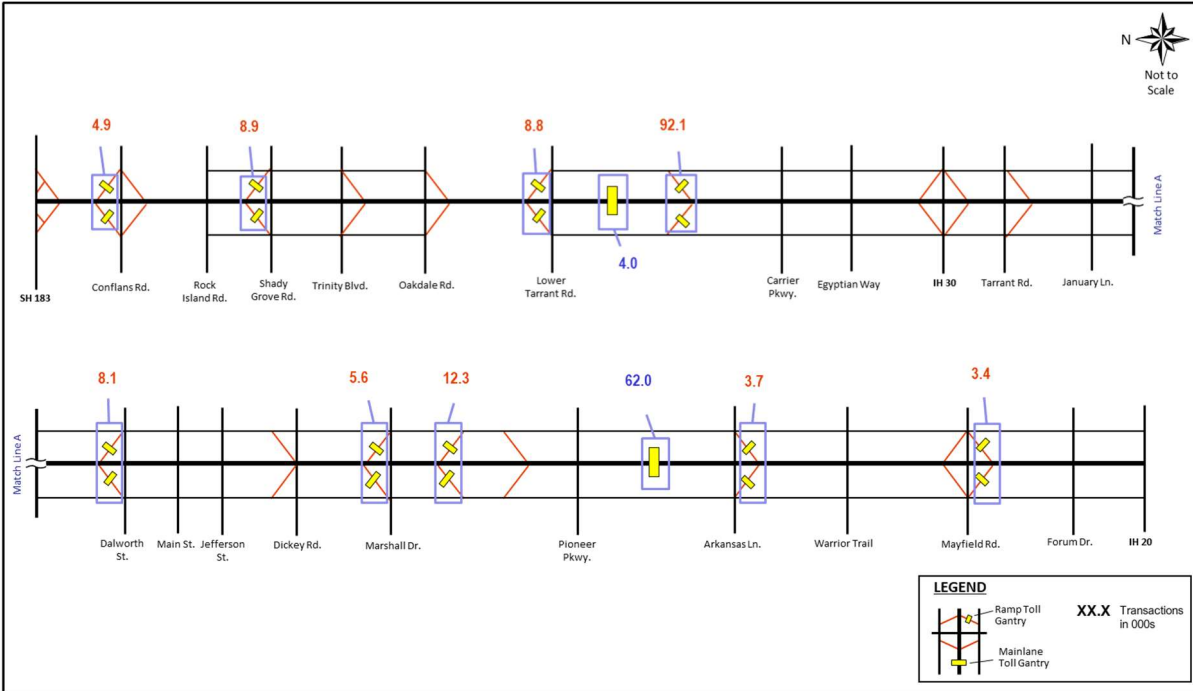 N
Not to
Scale
4.9
8.9
8.8
92.1
4.0
Match Line A
SH 183
Conflans Rd.
Rock
Island Rd.
Shady
Grove Rd.
Trinity Blvd.
Oakdale Rd.
Lower
Tarrant Rd.
Carrier
Pkwy.
Egyptian Way
IH 30
Tarrant Rd.
January Ln.
8.1
5.6
12.3
62.0
3.7
3.4
Match Line A
Dalworth
St.
Main St.
Jefferson
St.
Dickey Rd.
Marshall Dr.
Pioneer
Pkwy.
Arkansas Ln.
Warrior Trail
Mayfield Rd.
Forum Dr.
IH 20
LEGEND
Ramp Toll
Gantry
Mainlane
Toll Gantry
XX.X Transactions
in 000s